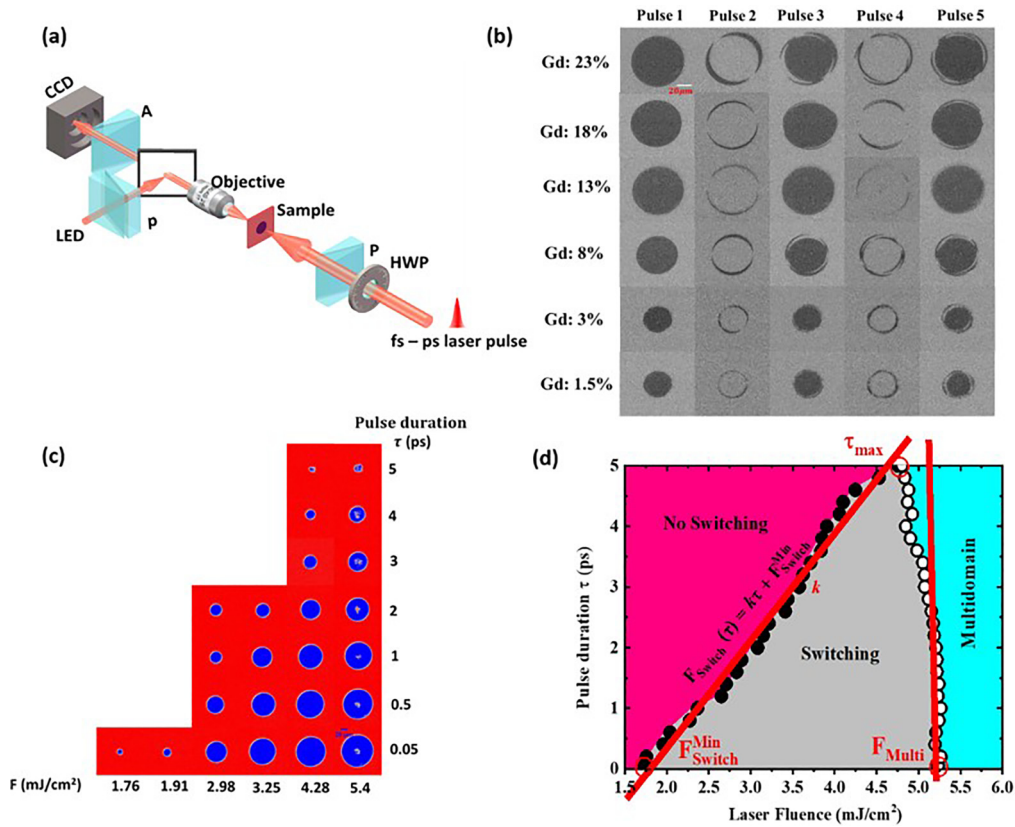 (a)
CCD
A
Objective
Sample
P
HWP
p
LED
fs – ps laser pulse
(b)
Pulse 1 Pulse 2 Pulse 3 Pulse 4 Pulse 5
Gd: 23%
20μm
Gd: 18%
Gd: 13%
Gd: 8%
Gd: 3%
Gd: 1.5%
(c)
Pulse duration
τ (ps)
5
4
3
2
1
0.5
0.05
F (mJ/cm²) 1.76 1.91 2.98 3.25 4.28 5.4
(d)
τmax
No Switching
F Switch (τ) = kτ + F Min Switch
k
Switching
Multidomain
F Min Switch
F Multi
Pulse duration τ (ps)
5
4
3
2
1
0
1.5 2.0 2.5 3.0 3.5 4.0 4.5 5.0 5.5 6.0
Laser Fluence (mJ/cm²)